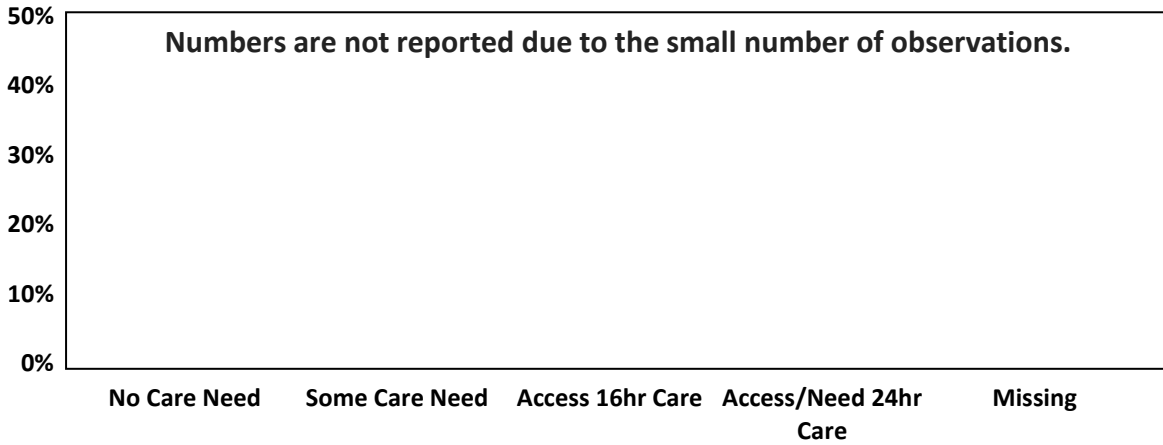 50%
Numbers are not reported due to the small number of observations.
40%
30%
20%
10%
0%
No Care Need
Some Care Need
Access 16hr Care
Access/Need 24hr
Care
Missing